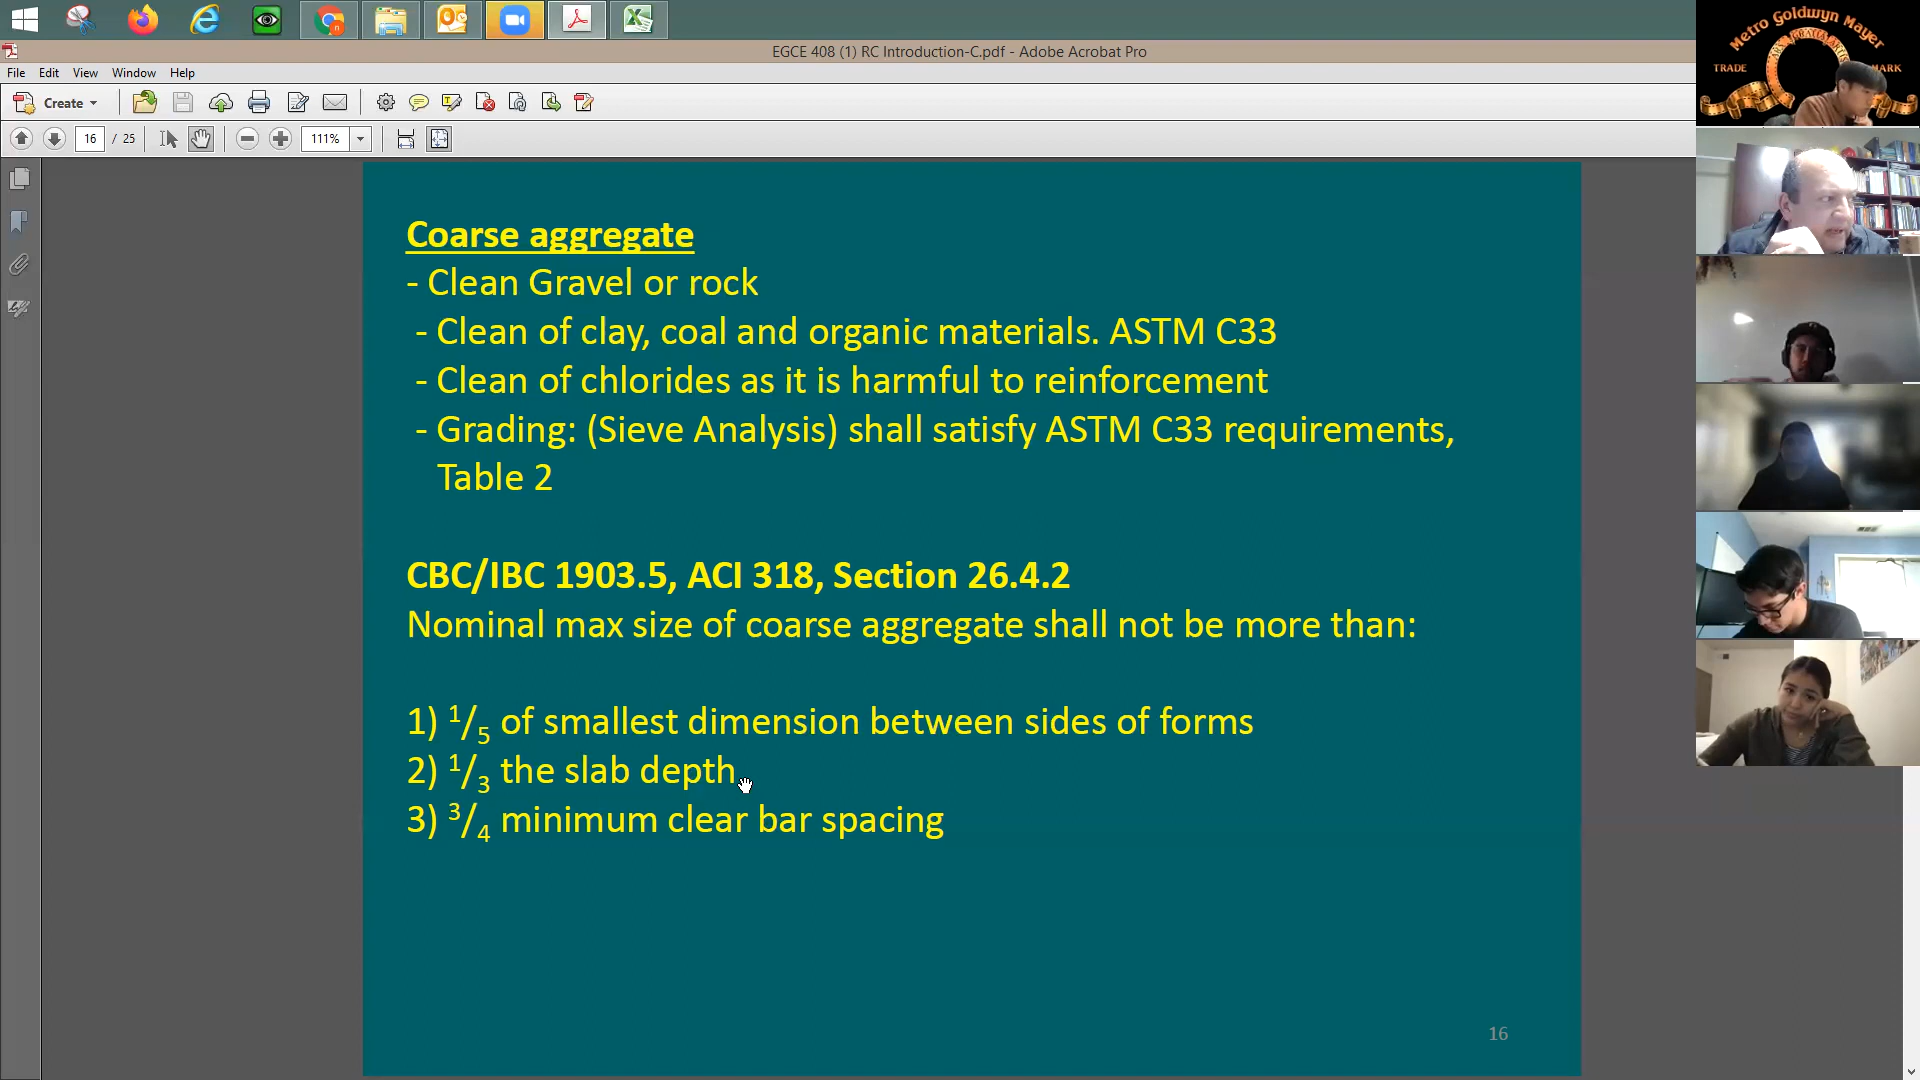 EGCE 408 (1) RC Introduction-C.pdf - Adobe Acrobat Pro
File Edit View Window Help
Create
16 / 25 111%
Coarse aggregate
- Clean Gravel or rock
- Clean of clay, coal and organic materials. ASTM C33
- Clean of chlorides as it is harmful to reinforcement
- Grading: (Sieve Analysis) shall satisfy ASTM C33 requirements,
Table 2
CBC/IBC 1903.5, ACI 318, Section 26.4.2
Nominal max size of coarse aggregate shall not be more than:
1) 1/5 of smallest dimension between sides of forms
2) 1/3 the slab depth
3) 3/4 minimum clear bar spacing
16
Metro Goldwyn Mayer
TRADE MARK